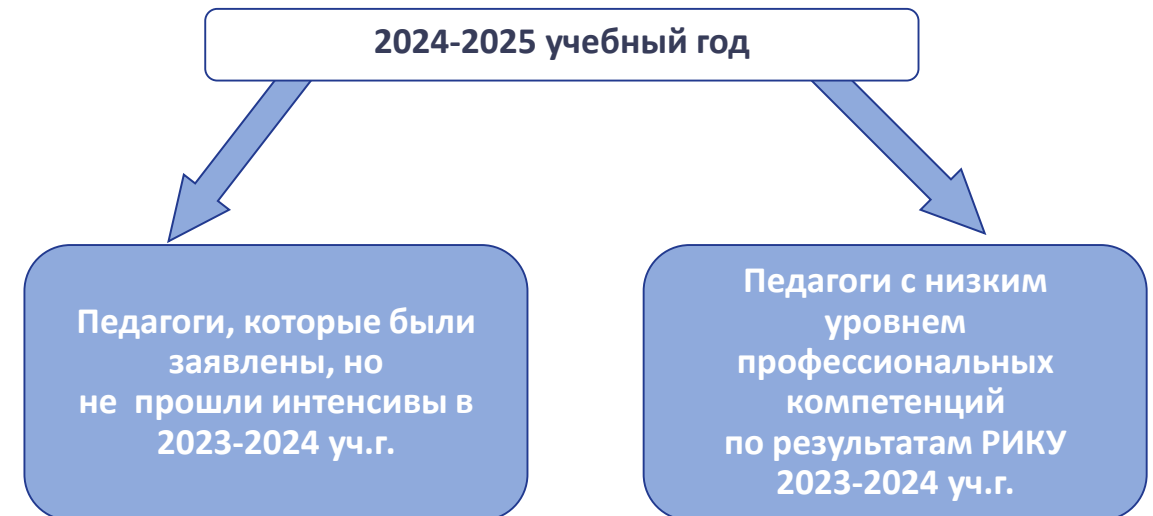 2024-2025 учебный год
Педагоги, которые были
заявлены, но
не  прошли интенсивы в
2023-2024 уч.г.
Педагоги с низким
уровнем
профессиональных
компетенций
по результатам РИКУ
2023-2024 уч.г.